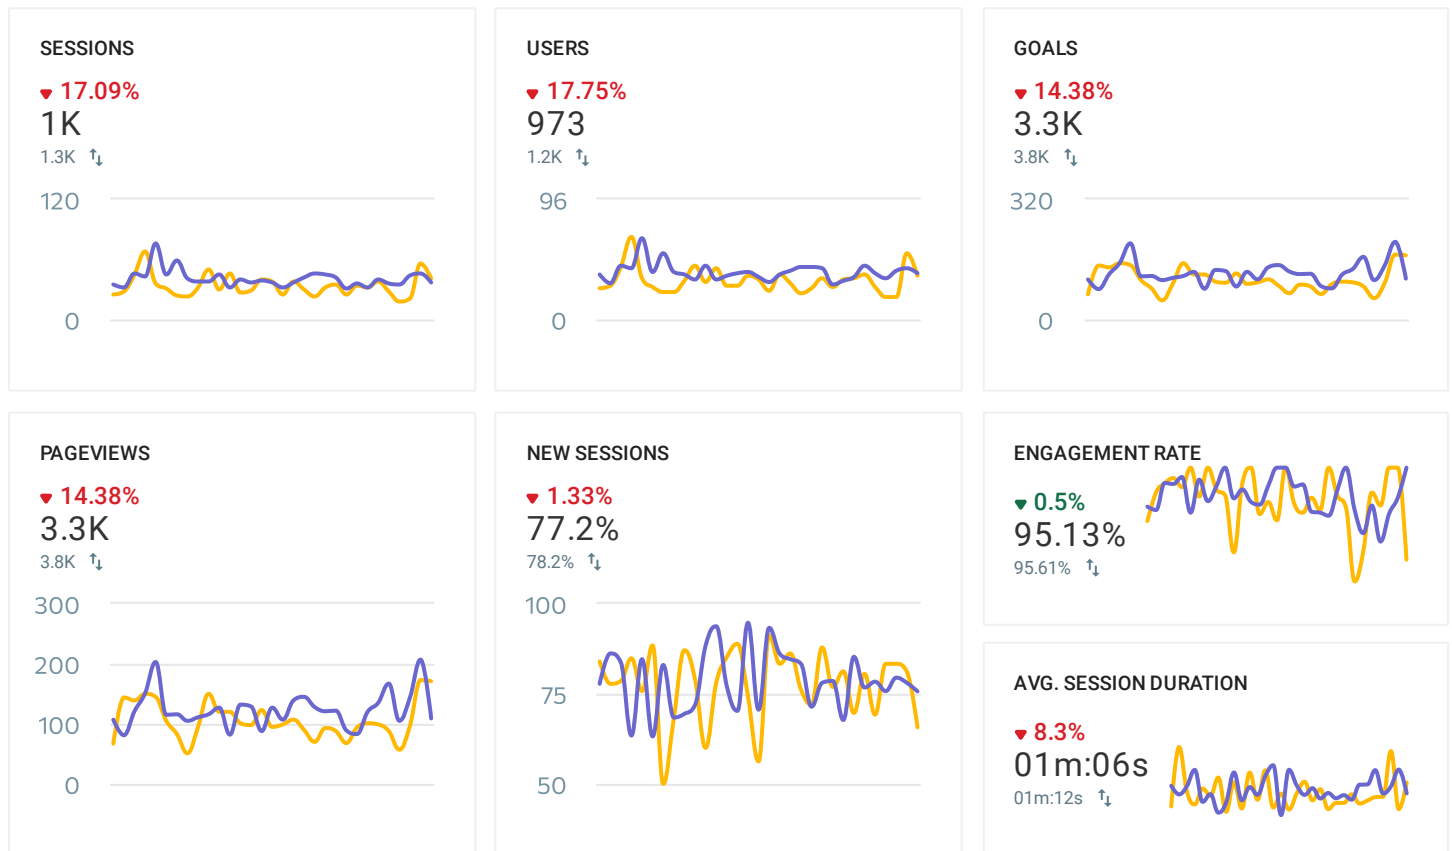 SESSIONS
17.09%
1K
1.3K
120
0
USERS
17.75%
973
1.2K
96
0
GOALS
14.38%
3.3K
3.8K
320
0
PAGEVIEWS
14.38%
3.3K
3.8K
300
200
100
0
NEW SESSIONS
1.33%
77.2%
78.2%
100
75
50
ENGAGEMENT RATE
0.5%
95.13%
95.61%
AVG. SESSION DURATION
8.3%
01m:06s
01m:12s